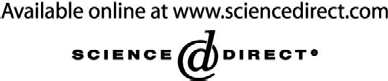 Available online at www.sciencedirect.com
SCIENCE @ DIRECT®